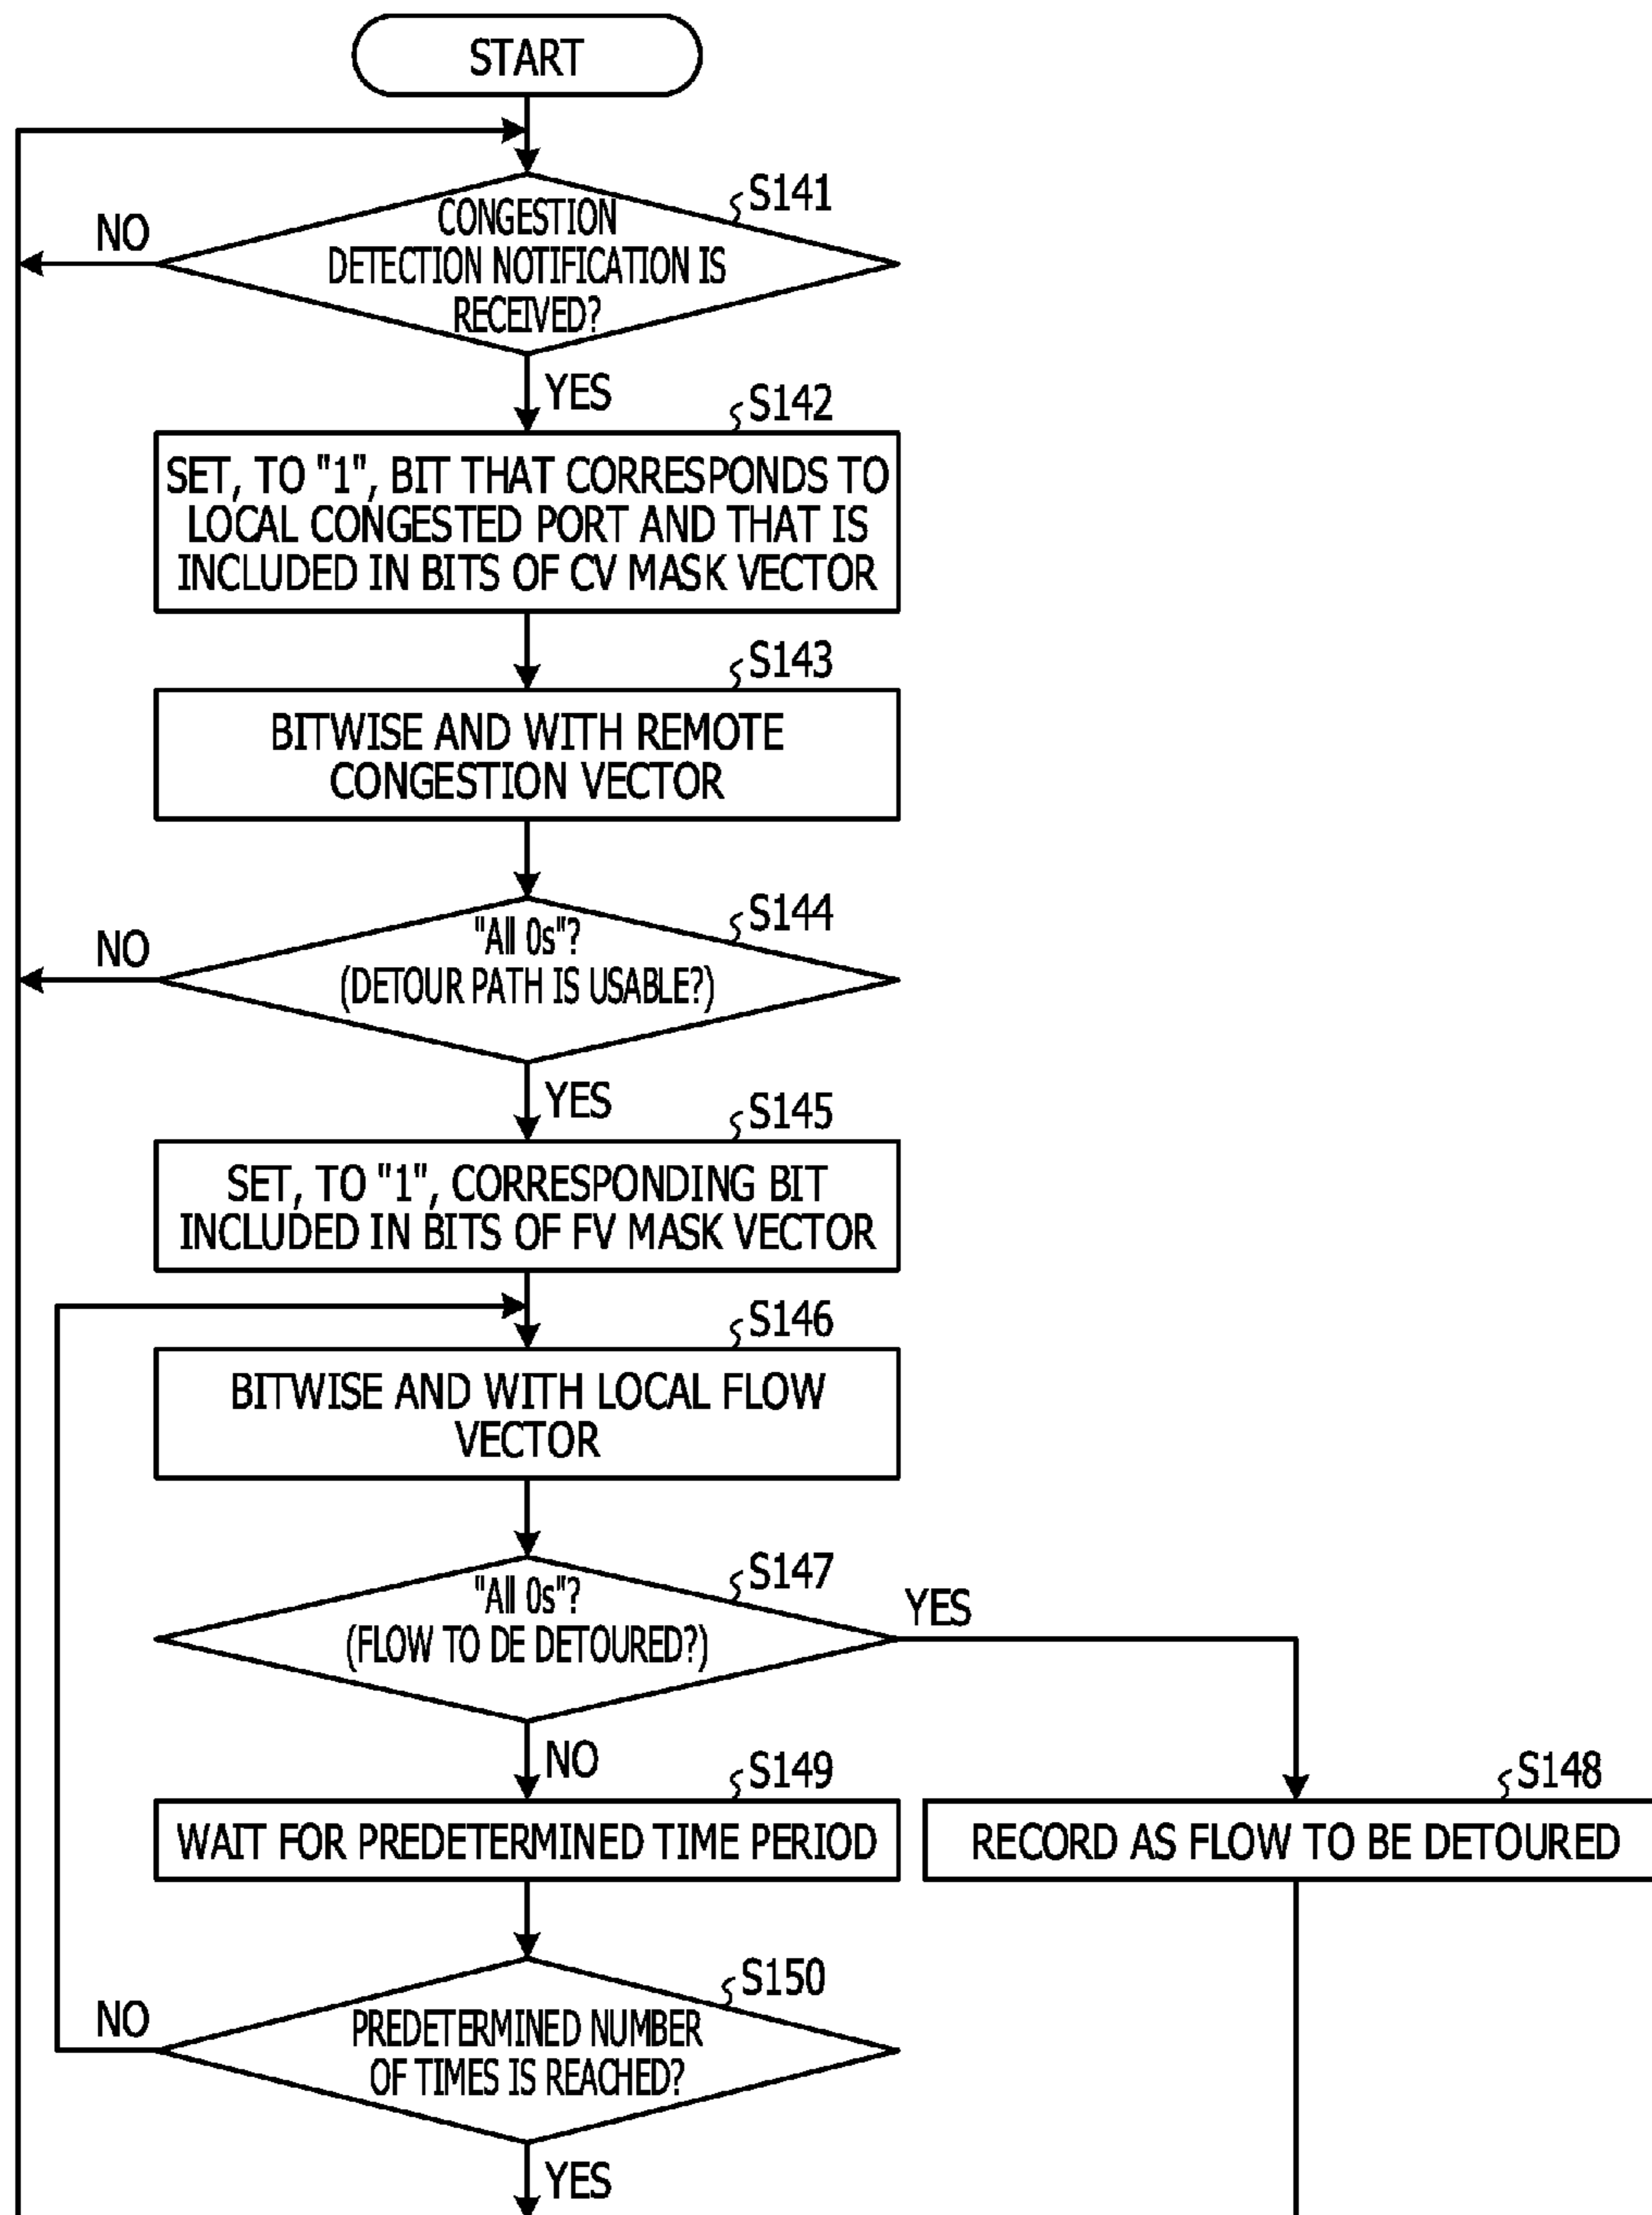 START
S141
CONGESTION
DETECTION NOTIFICATION IS
RECEIVED?
NO
YES
S142
SET, TO "1", BIT THAT CORRESPONDS TO
LOCAL CONGESTED PORT AND THAT IS
INCLUDED IN BITS OF CV MASK VECTOR
S143
BITWISE AND WITH REMOTE
CONGESTION VECTOR
S144
"All 0s"?
(DETOUR PATH IS USABLE?)
NO
YES
S145
SET, TO "1", CORRESPONDING BIT
INCLUDED IN BITS OF FV MASK VECTOR
S146
BITWISE AND WITH LOCAL FLOW
VECTOR
S147
"All 0s"?
(FLOW TO DE DETOURED?)
YES
NO
S149
WAIT FOR PREDETERMINED TIME PERIOD
S148
RECORD AS FLOW TO BE DETOURED
S150
PREDETERMINED NUMBER
OF TIMES IS REACHED?
NO
YES